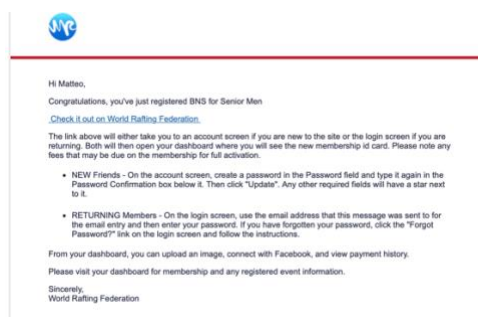 Hi Matteo,
Congratulations, you've just registered BNS for Senior Men
Check it out on World Rafting Federation
The link above will either take you to an account screen if you are new to the site or the login screen if you are
returning. Both will then open your dashboard where you will see the new membership id card. Please note any
fees that may be due on the membership for full activation.
• NEW Friends - On the account screen, create a password in the Password field and type it again in the
Password Confirmation box below it. Then click "Update". Any other required fields will have a star next
to it.
• RETURNING Members - On the login screen, use the email address that this message was sent to for
the email entry and then enter your password. If you have forgotten your password, click the "Forgot
Password?" link on the login screen and follow the instructions.
From your dashboard, you can upload an image, connect with Facebook, and view payment history.
Please visit your dashboard for membership and any registered event information.
Sincerely,
World Rafting Federation